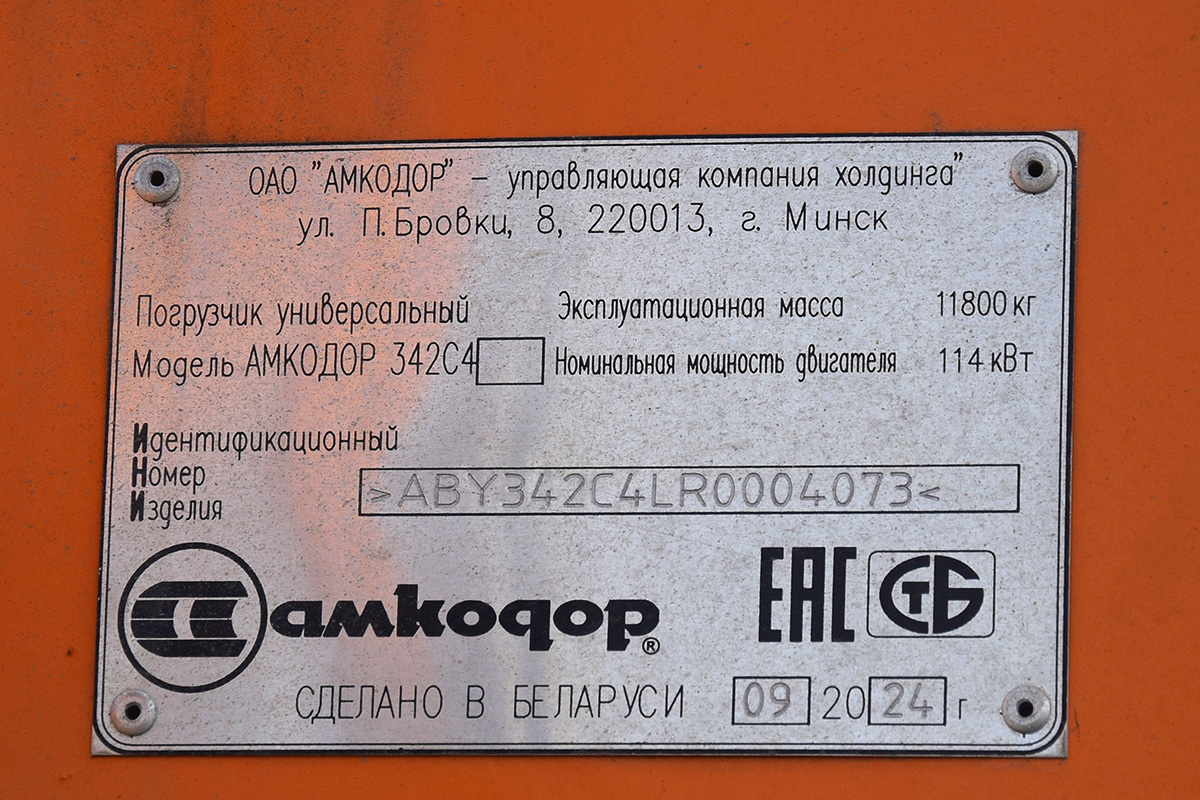 ОАО "АМКОДОР" – управляющая компания холдинга"
ул. П.Бровки, 8, 220013, г. Минск
Погрузчик универсальный Эксплуатационная масса 11800 кг
Модель АМКОДОР 342С4 Номинальная мощность двигателя 114 кВт
Идентификационный
Номер
Изделия
>ABY342C4LR0004073<
амкодор®
ЕАС СТБ
СДЕЛАНО В БЕЛАРУСИ 09 2024 г